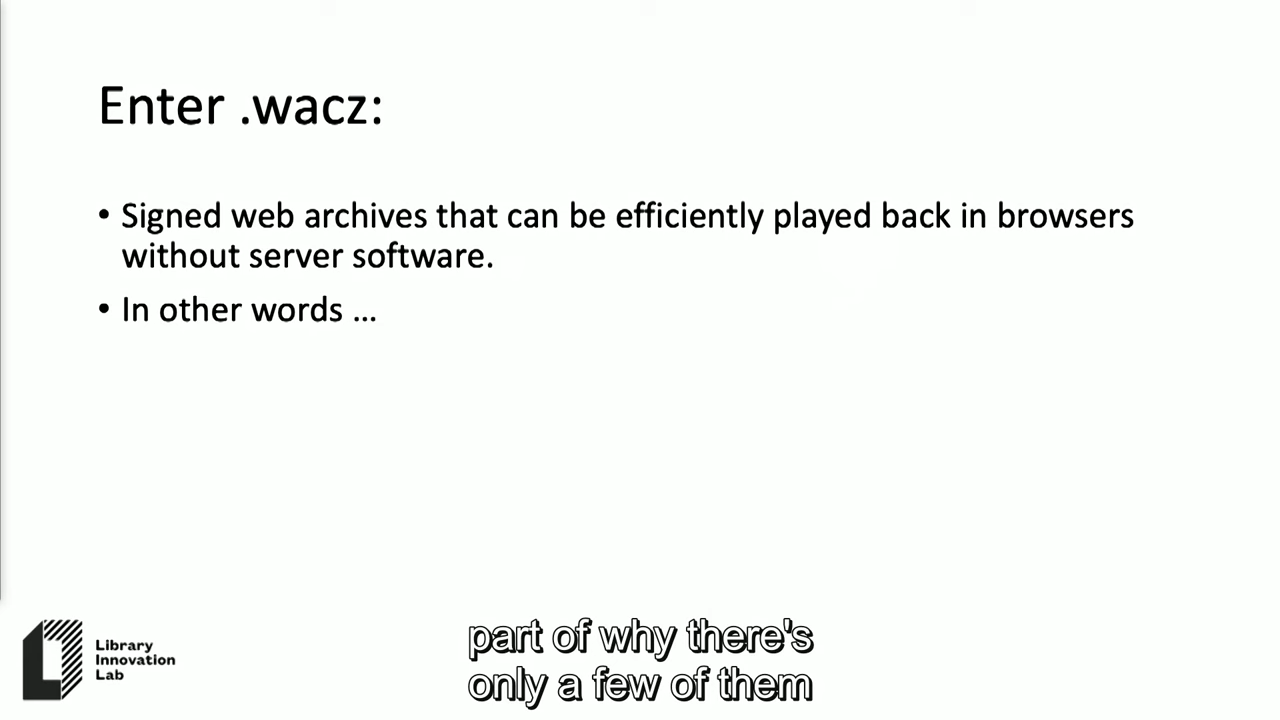 Enter .wacz:
• Signed web archives that can be efficiently played back in browsers
without server software.
• In other words ...
Library
Innovation
Lab
part of why there's
only a few of them